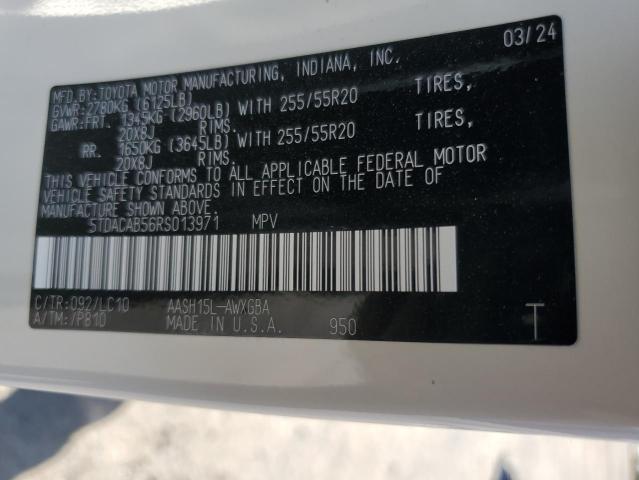 03/24
MFD.BY:TOYOTA MOTOR MANUFACTURING, INDIANA, INC.
GVWR:2780KG (6125LB)
GAWR:FRT. 1345KG (2960LB) WITH 255/55R20 TIRES,
20X8J RIMS.
RR. 1650KG (3645LB) WITH 255/55R20 TIRES,
20X8J RIMS.
THIS VEHICLE CONFORMS TO ALL APPLICABLE FEDERAL MOTOR
VEHICLE SAFETY STANDARDS IN EFFECT ON THE DATE OF
MANUFACTURE SHOWN ABOVE.
5TDACAB56RS013971 MPV
C/TR:092/LC10 AASH15L-AWXGBA
A/TM:/PB10 MADE IN U.S.A. 950 T